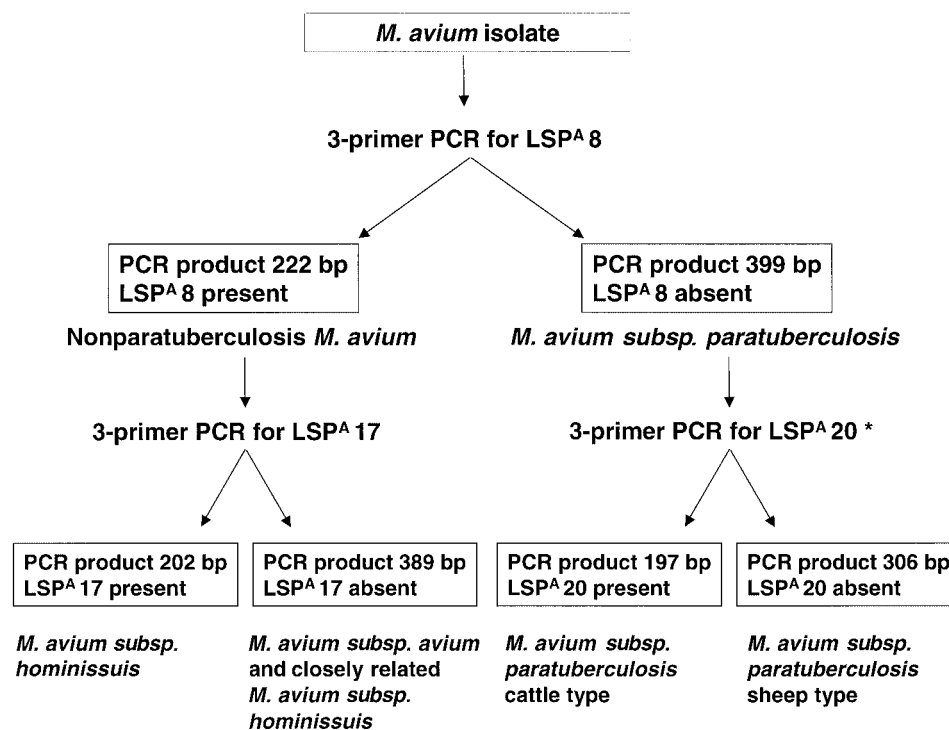 M. avium isolate
3-primer PCR for LSPᴬ 8
PCR product 222 bp
LSPᴬ 8 present
PCR product 399 bp
LSPᴬ 8 absent
Nonparatuberculosis M. avium
M. avium subsp. paratuberculosis
3-primer PCR for LSPᴬ 17
3-primer PCR for LSPᴬ 20 *
PCR product 202 bp
LSPᴬ 17 present
PCR product 389 bp
LSPᴬ 17 absent
PCR product 197 bp
LSPᴬ 20 present
PCR product 306 bp
LSPᴬ 20 absent
M. avium subsp.
hominissuis
M. avium subsp. avium
and closely related
M. avium subsp.
hominissuis
M. avium subsp.
paratuberculosis
cattle type
M. avium subsp.
paratuberculosis
sheep type